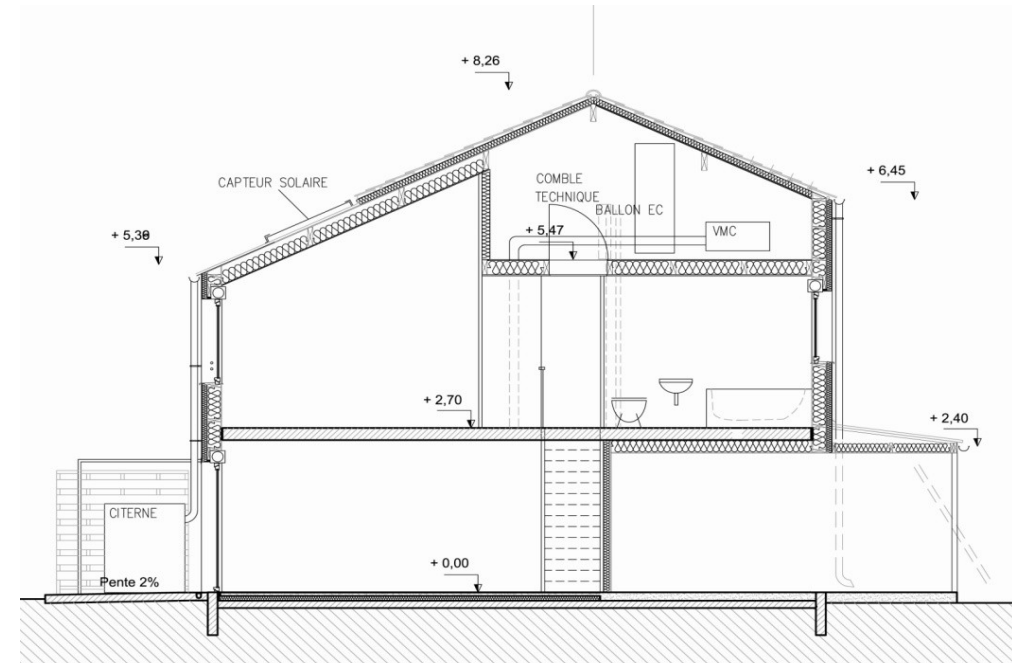 + 8,26
CAPTEUR SOLAIRE
COMBLE
TECHNIQUE
BALLON EC
+ 6,45
+ 5,47
VMC
+ 2,70
+ 2,40
CITERNE
+ 0,00
Pente 2%